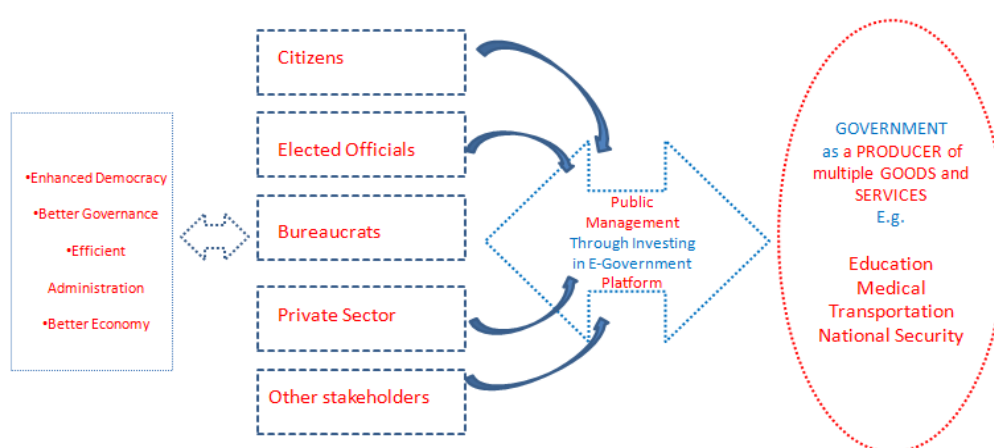 •Enhanced Democracy
•Better Governance
•Efficient
Administration
•Better Economy
Citizens
Elected Officials
Bureaucrats
Private Sector
Other stakeholders
Public
Management
Through Investing
in E-Government
Platform
GOVERNMENT
as a PRODUCER of
multiple GOODS and
SERVICES
E.g.
Education
Medical
Transportation
National Security